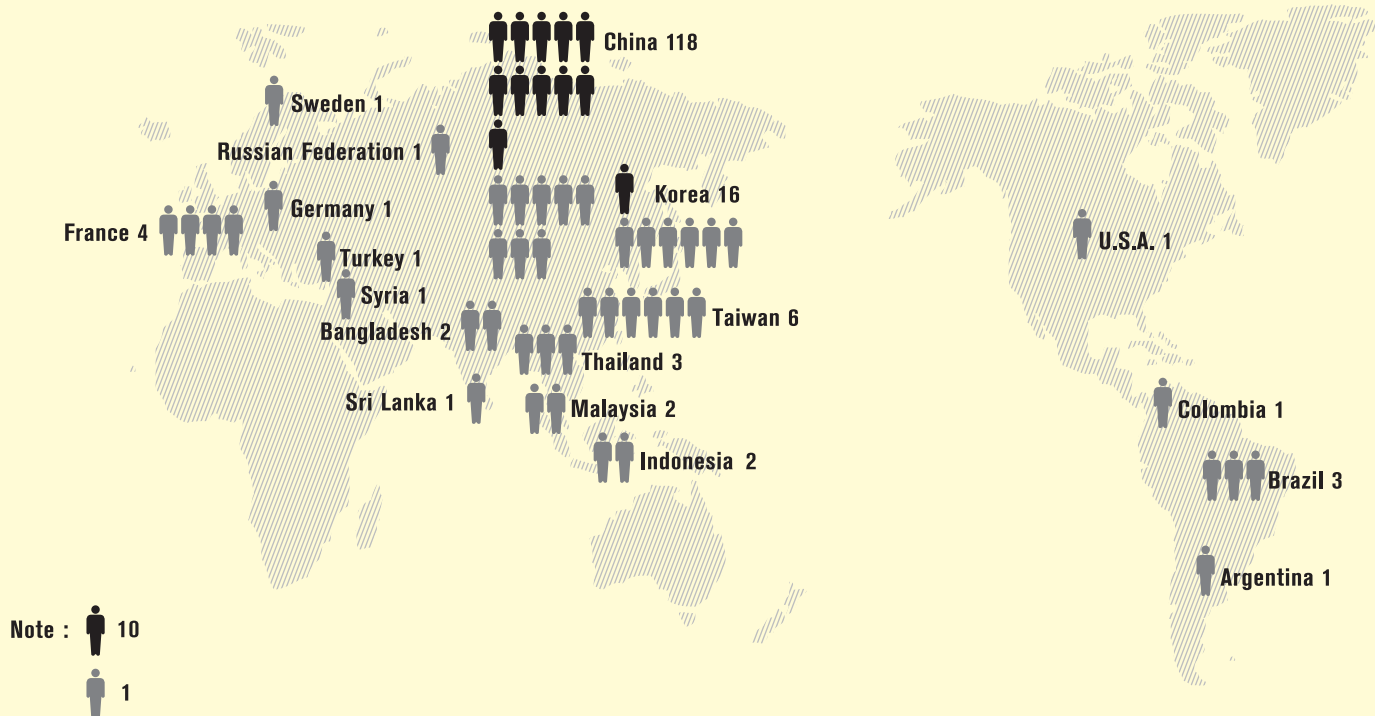 China 118
Sweden 1
Russian Federation 1
Korea 16
Germany 1
France 4
U.S.A. 1
Turkey 1
Syria 1
Taiwan 6
Bangladesh 2
Thailand 3
Sri Lanka 1
Malaysia 2
Colombia 1
Indonesia 2
Brazil 3
Argentina 1
Note : 10
1